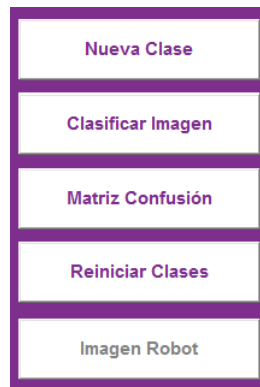 Nueva Clase
Clasificar Imagen
Matriz Confusión
Reiniciar Clases
Imagen Robot